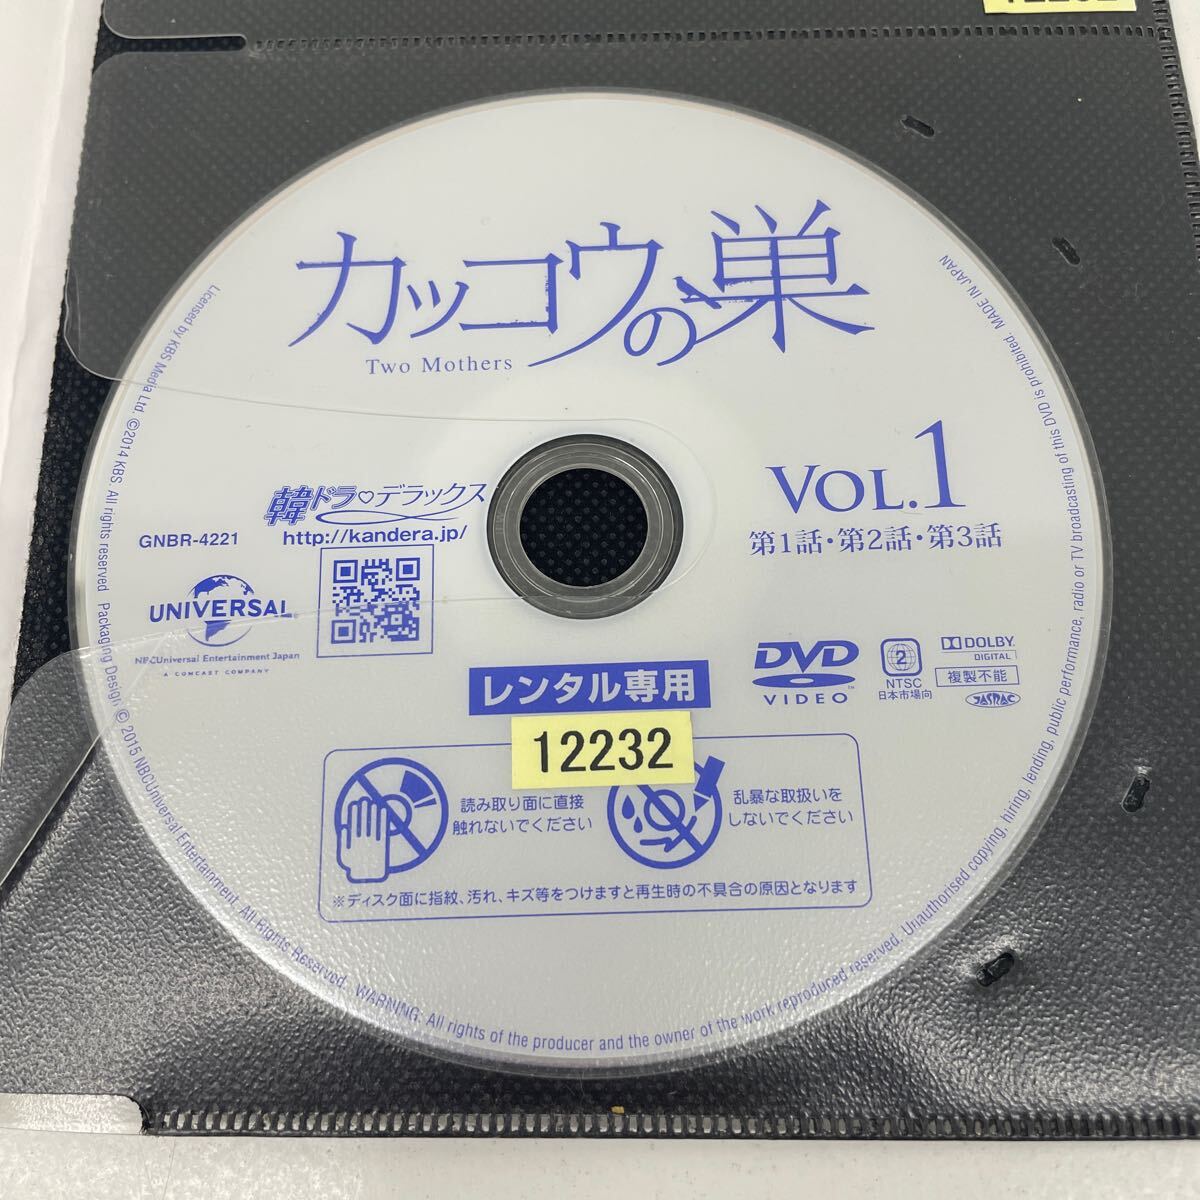 カッコウの巣
Two Mothers
VOL.1
第1話・第2話・第3話
韓ドラ♡デラックス
http://kandera.jp/
GNBR-4221
UNIVERSAL
NBCUniversal Entertainment Japan
A COMCAST COMPANY
DVD
VIDEO
2
NTSC
日本市場向
DOLBY
DIGITAL
複製不能
JASRAC
レンタル専用
12232
読み取り面に直接
触れないでください
乱暴な取扱いを
しないでください
※ディスク面に指紋、汚れ、キズ等をつけますと再生時の不具合の原因となります
Licensed by KBS Media Ltd. ©2014 KBS. All rights reserved Packaging Design © 2015 NBCUniversal Entertainment. All Rights Reserved. WARNING. All rights of the producer and the owner of the work reproduced reserved. Unauthorised copying, hiring, lending, public performance, radio or TV broadcasting of this DVD is prohibited. MADE IN JAPAN